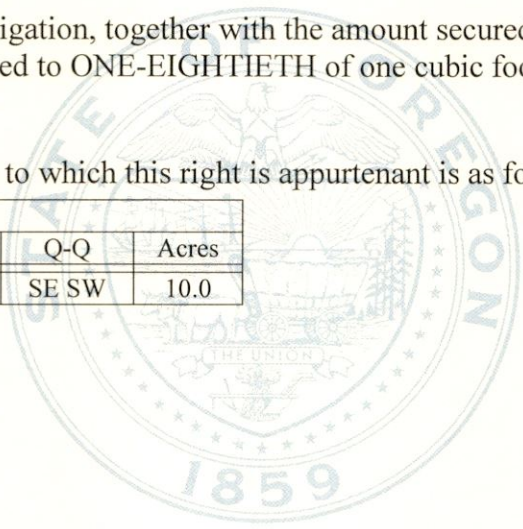 igation, together with the amount secured
ed to ONE-EIGHTIETH of one cubic foo
to which this right is appurtenant is as fo
Q-Q Acres
SE SW 10.0
STATE OF OREGON
THE UNION
1859